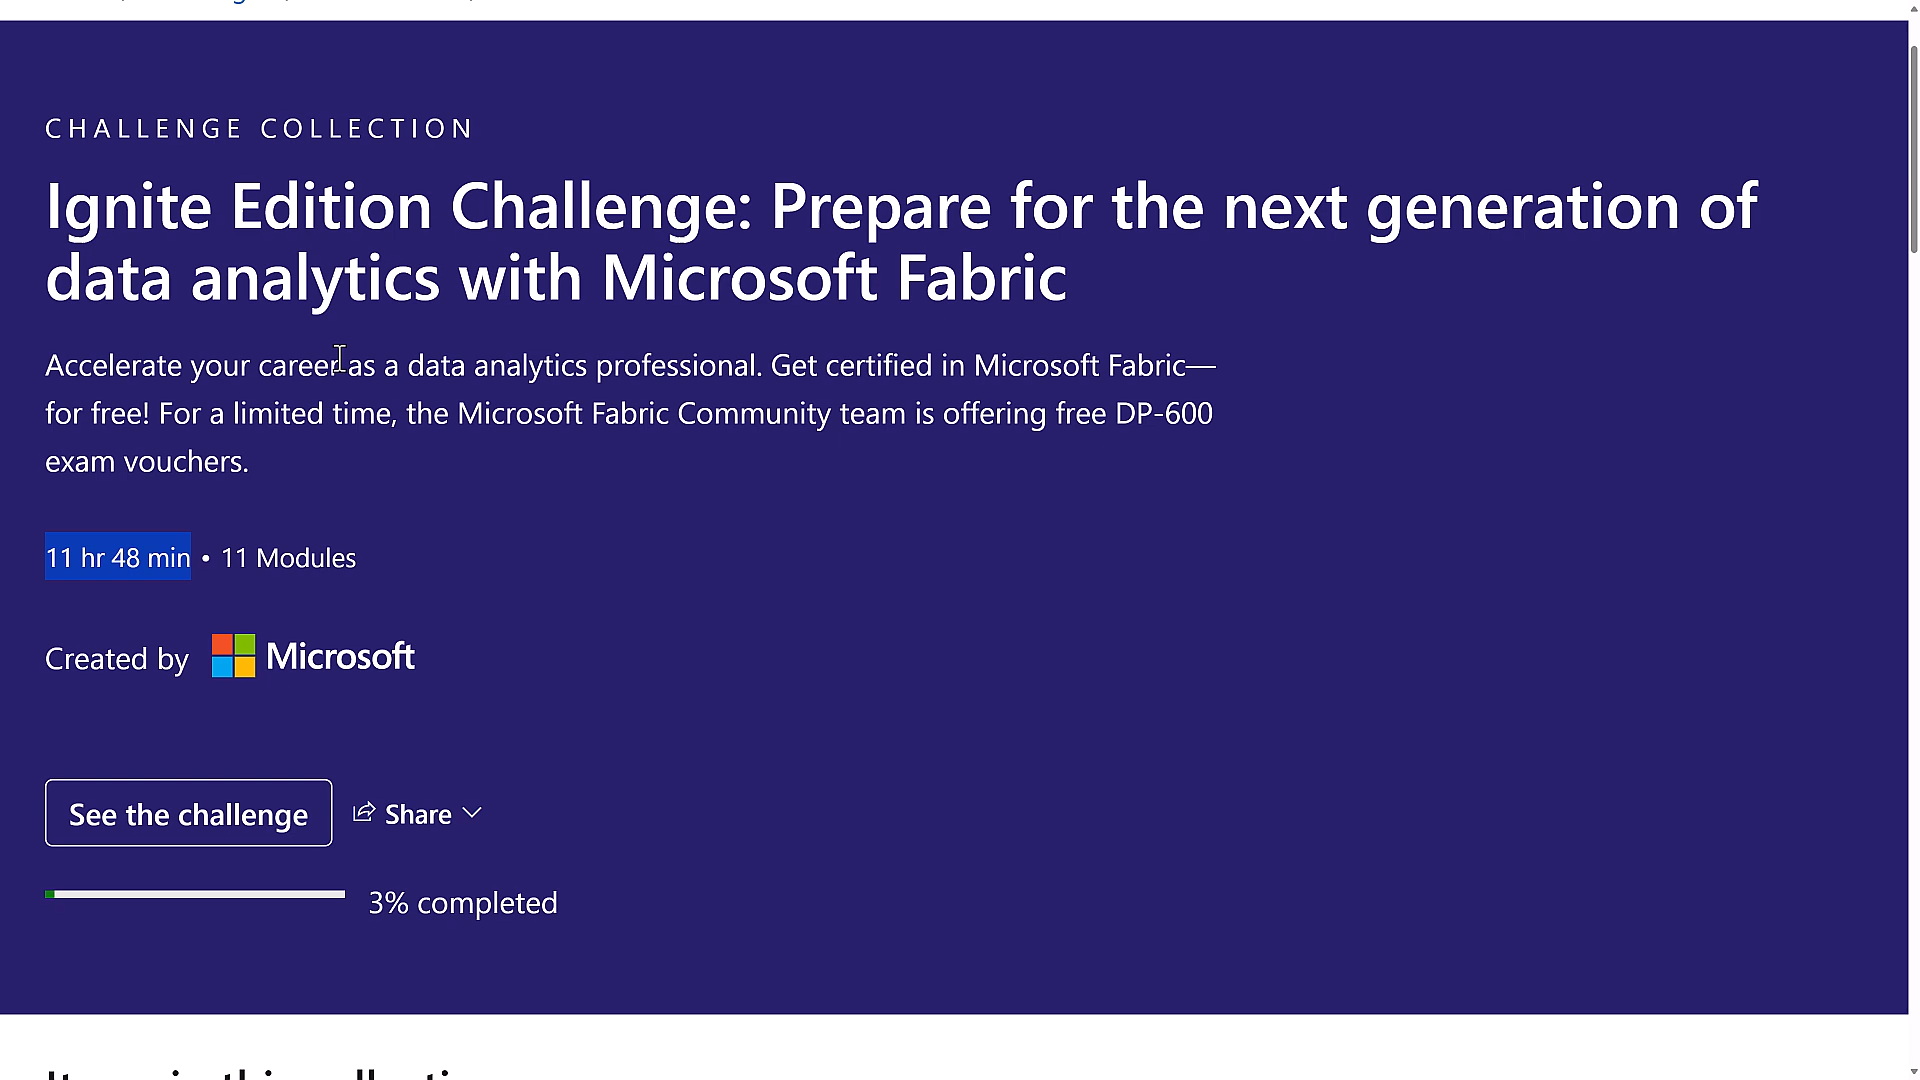 CHALLENGE COLLECTION
Ignite Edition Challenge: Prepare for the next generation of
data analytics with Microsoft Fabric
Accelerate your career as a data analytics professional. Get certified in Microsoft Fabric—
for free! For a limited time, the Microsoft Fabric Community team is offering free DP-600
exam vouchers.
11 hr 48 min • 11 Modules
Created by Microsoft
See the challenge Share
3% completed